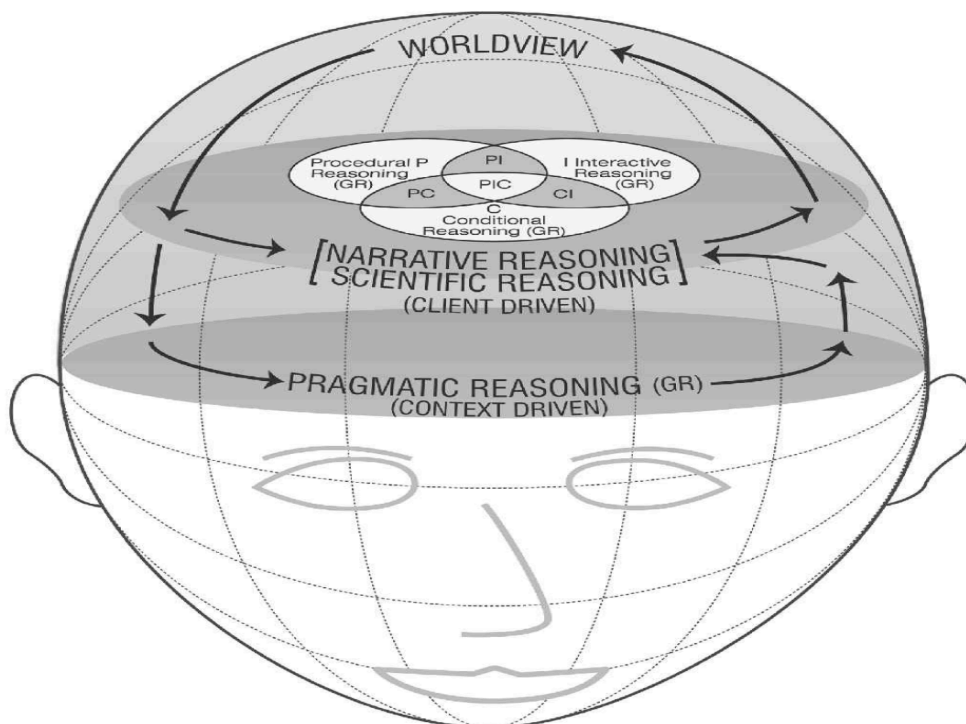 WORLDVIEW
Procedural P
Reasoning
(GR)
PI
I Interactive
Reasoning
(GR)
PC
PIC
CI
C
Conditional
Reasoning (GR)
[NARRATIVE REASONING]
[SCIENTIFIC REASONING]
(CLIENT DRIVEN)
PRAGMATIC REASONING (GR)
(CONTEXT DRIVEN)